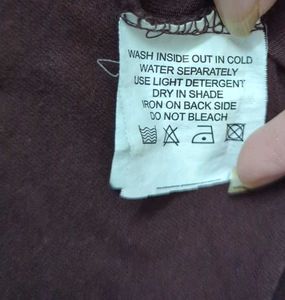 WASH INSIDE OUT IN COLD
WATER SEPARATELY
USE LIGHT DETERGENT
DRY IN SHADE
IRON ON BACK SIDE
DO NOT BLEACH